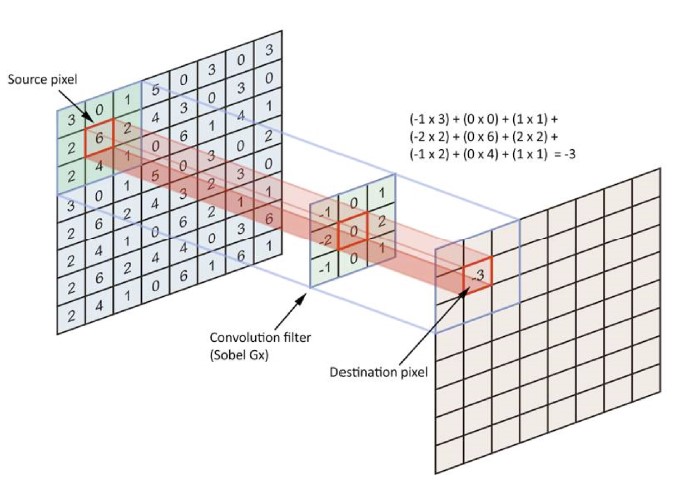 Source pixel
3 0 1 5 0 3 0 3
2 6 2 4 3 0 3 0
2 4 1 0 6 1 4
3 0 1 5 0 3 0 2
2 6 2 4 3 2 3 0
2 4 1 0 6 2 1 1
2 6 2 4 4 0 3 6
2 4 1 0 6 1 6 1
-1 0 1
-2 0 2
-1 0 1
(-1 x 3) + (0 x 0) + (1 x 1) +
(-2 x 2) + (0 x 6) + (2 x 2) +
(-1 x 2) + (0 x 4) + (1 x 1) = -3
-3
Convolution filter
(Sobel Gx)
Destination pixel